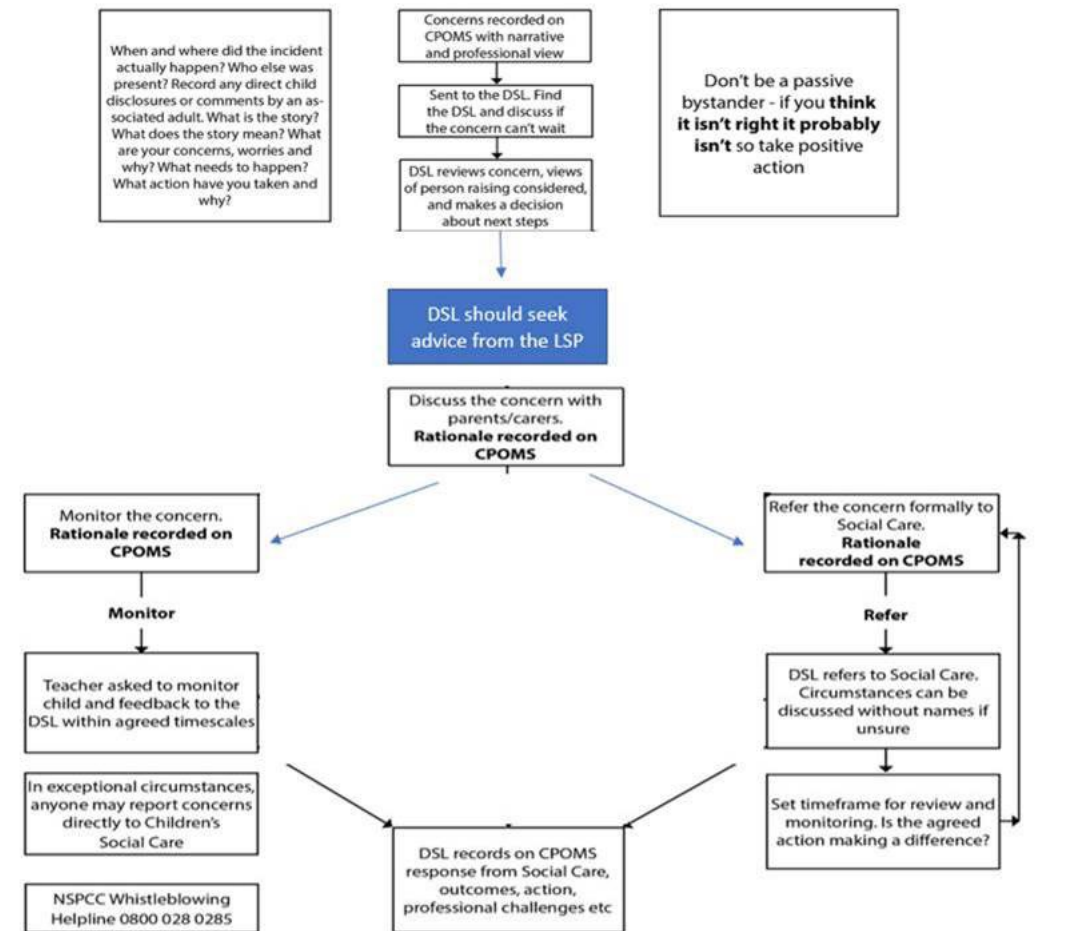 When and where did the incident
actually happen? Who else was
present? Record any direct child
disclosures or comments by an as-
sociated adult. What is the story?
What does the story mean? What
are your concerns, worries and
why? What needs to happen?
What action have you taken and
why?
Concerns recorded on
CPOMS with narrative
and professional view
Sent to the DSL. Find
the DSL and discuss if
the concern can't wait
DSL reviews concern, views
of person raising considered,
and makes a decision
about next steps
Don't be a passive
bystander - if you think
it isn't right it probably
isn't so take positive
action
DSL should seek
advice from the LSP
Discuss the concern with
parents/carers.
Rationale recorded on
CPOMS
Monitor the concern.
Rationale recorded on
CPOMS
Monitor
Teacher asked to monitor
child and feedback to the
DSL within agreed timescales
In exceptional circumstances,
anyone may report concerns
directly to Children's
Social Care
NSPCC Whistleblowing
Helpline 0800 028 0285
Refer the concern formally to
Social Care.
Rationale
recorded on CPOMS
Refer
DSL refers to Social Care.
Circumstances can be
discussed without names if
unsure
Set timeframe for review and
monitoring. Is the agreed
action making a difference?
DSL records on CPOMS
response from Social Care,
outcomes, action,
professional challenges etc